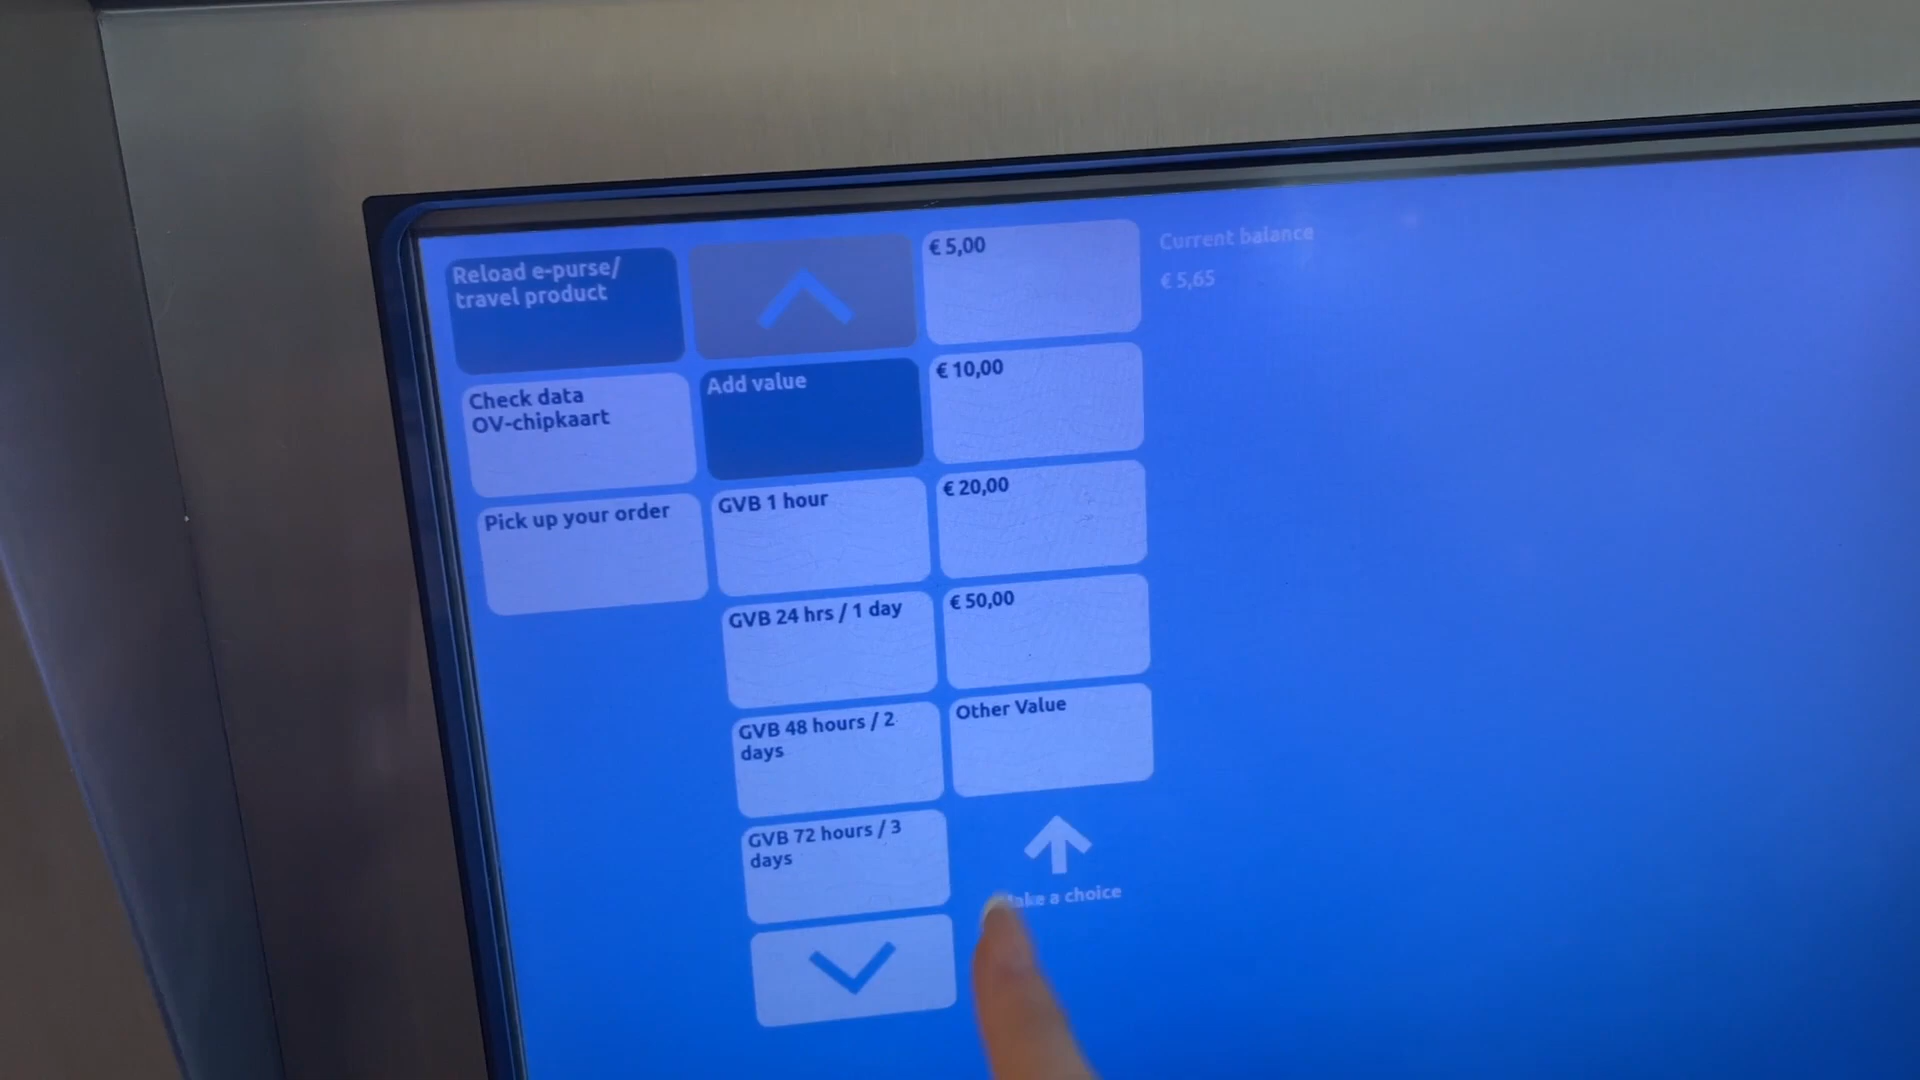 Reload e-purse/
travel product
Check data
OV-chipkaart
Pick up your order
Add value
GVB 1 hour
GVB 24 hrs / 1 day
GVB 48 hours / 2
days
GVB 72 hours / 3
days
€ 5,00
€ 10,00
€ 20,00
€ 50,00
Other Value
a choice
Current balance
€ 5,65